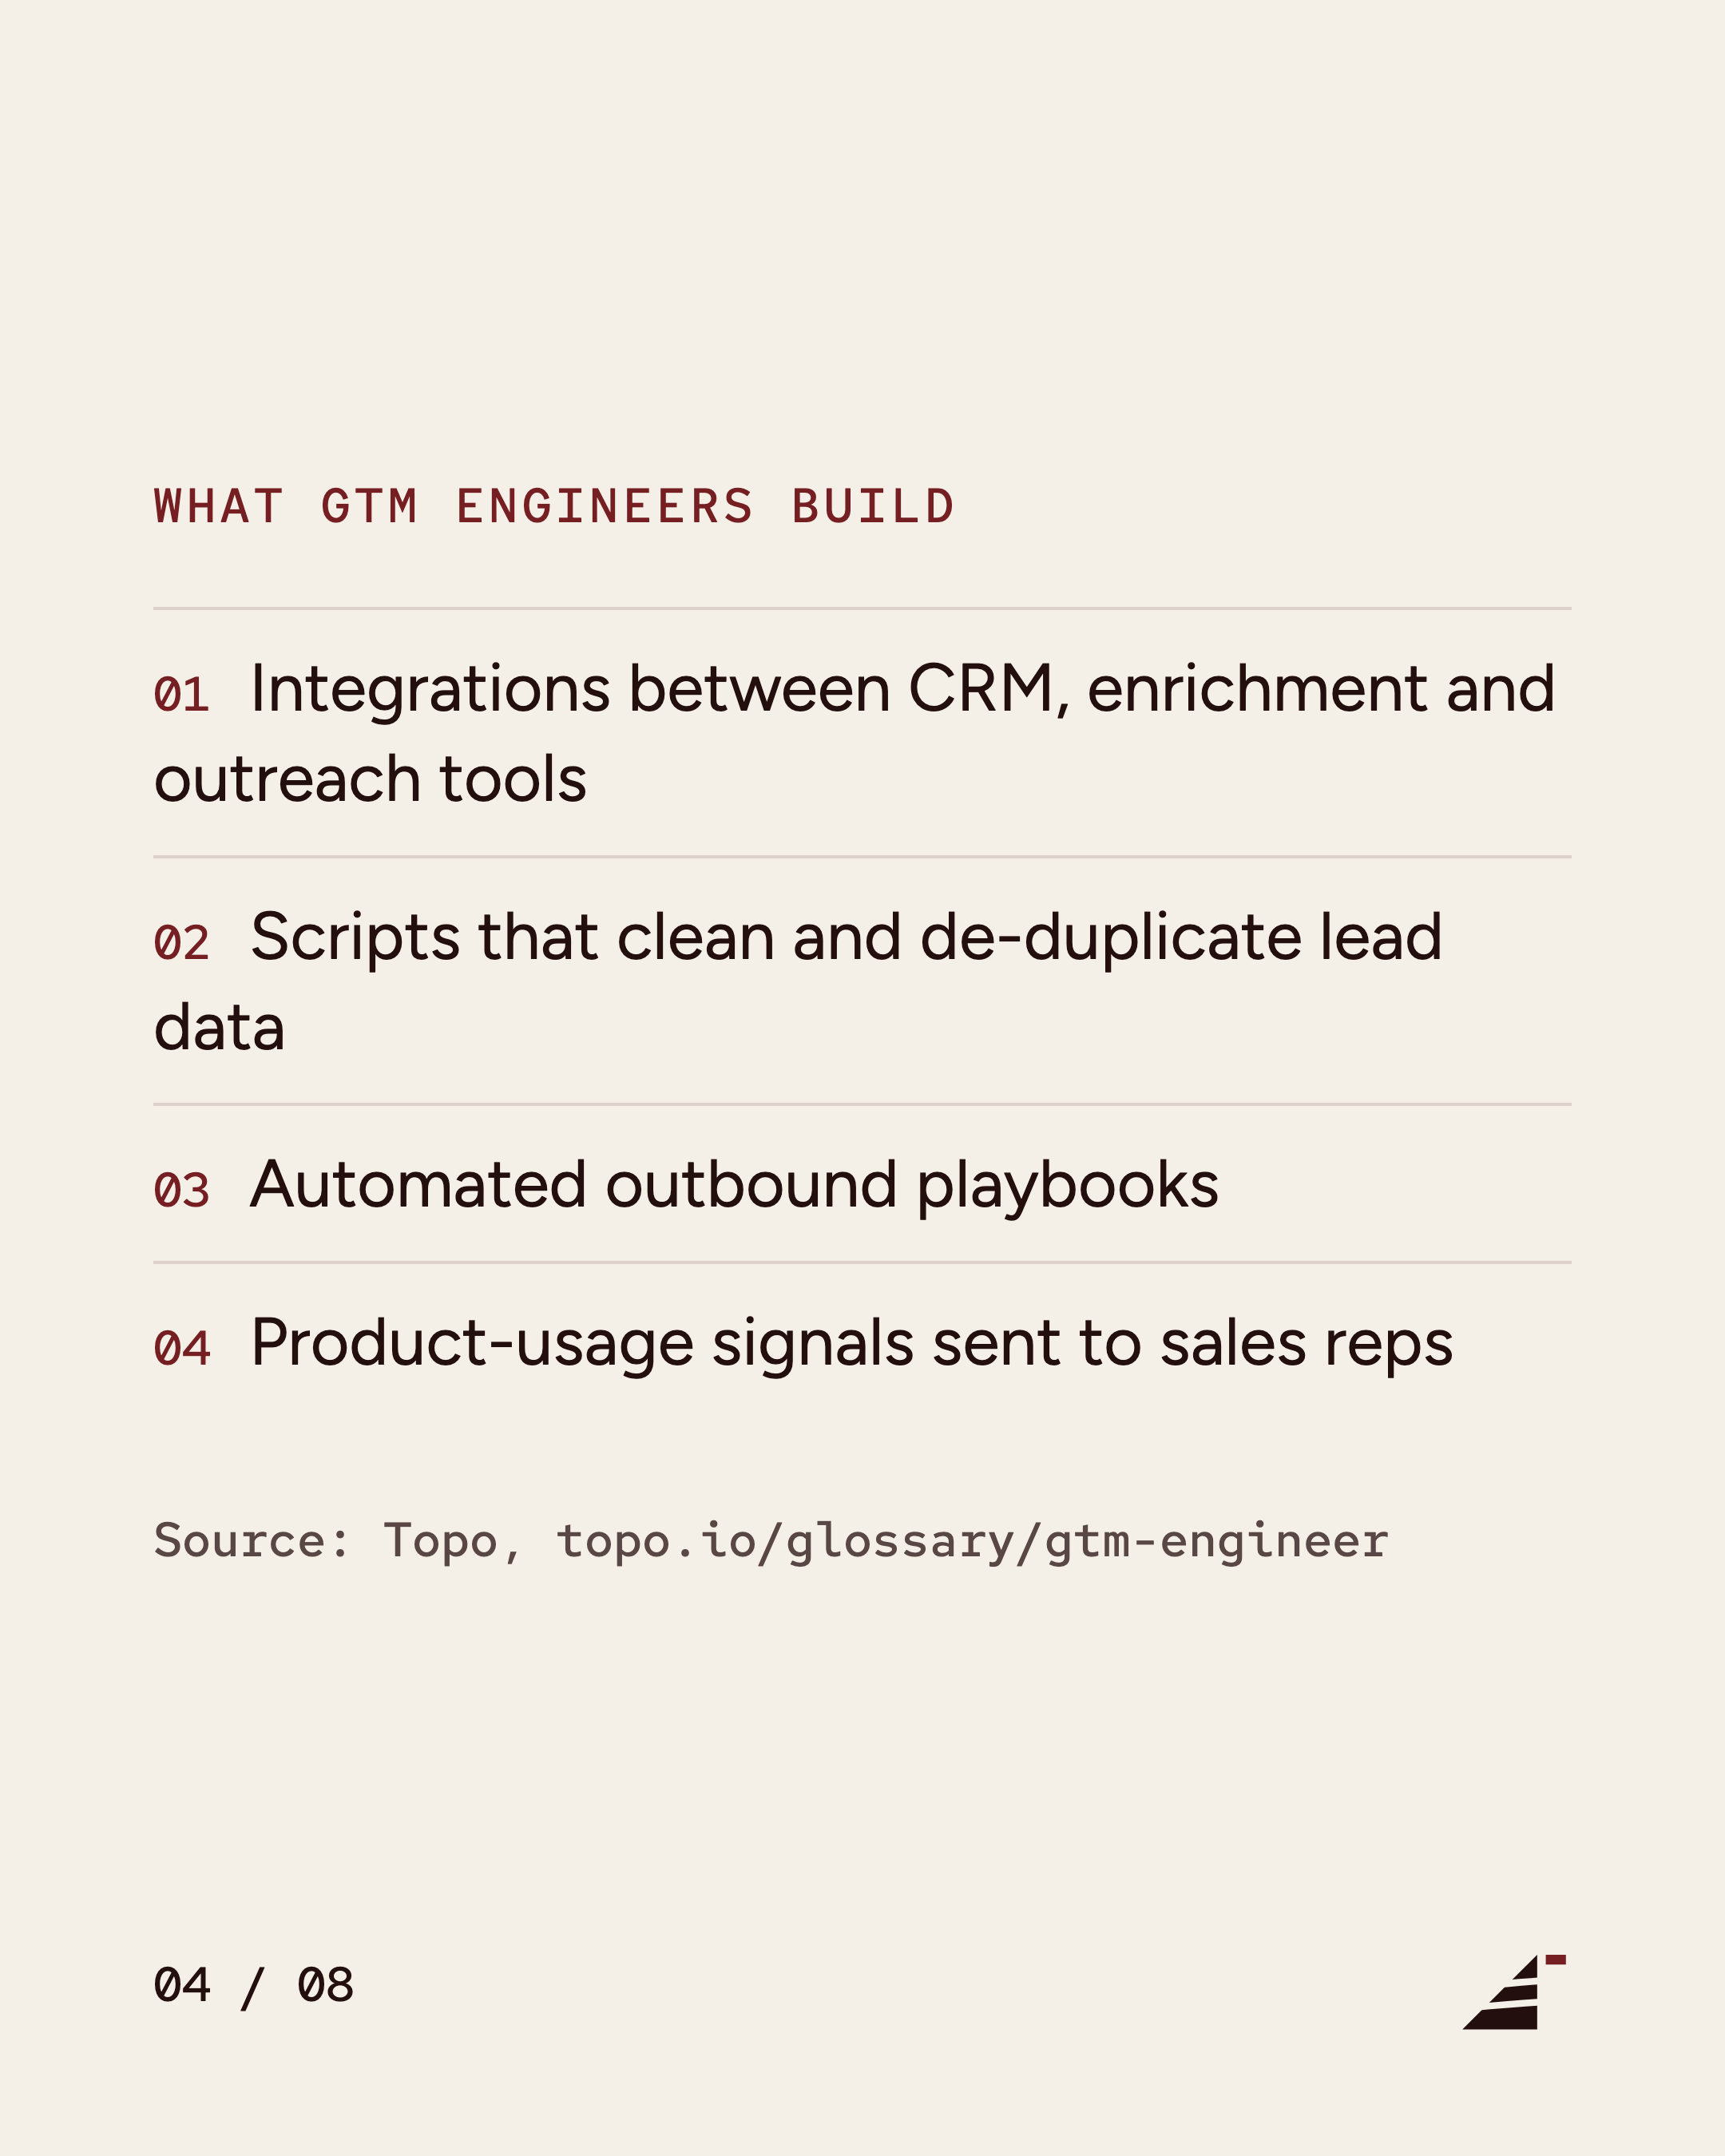 WHAT GTM ENGINEERS BUILD
01 Integrations between CRM, enrichment and
outreach tools
02 Scripts that clean and de-duplicate lead
data
03 Automated outbound playbooks
04 Product-usage signals sent to sales reps
Source: Topo, topo.io/glossary/gtm-engineer
04 / 08